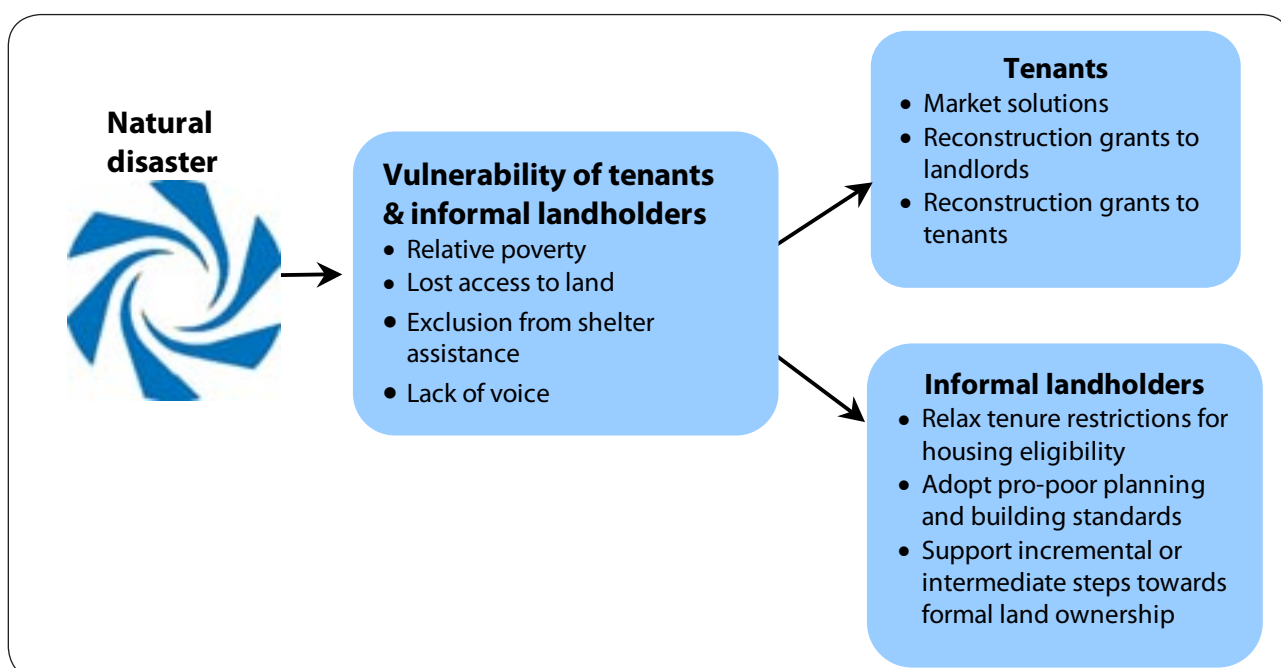 Natural
disaster
Vulnerability of tenants
& informal landholders
• Relative poverty
• Lost access to land
• Exclusion from shelter
assistance
• Lack of voice
Tenants
• Market solutions
• Reconstruction grants to
landlords
• Reconstruction grants to
tenants
Informal landholders
• Relax tenure restrictions for
housing eligibility
• Adopt pro-poor planning
and building standards
• Support incremental or
intermediate steps towards
formal land ownership